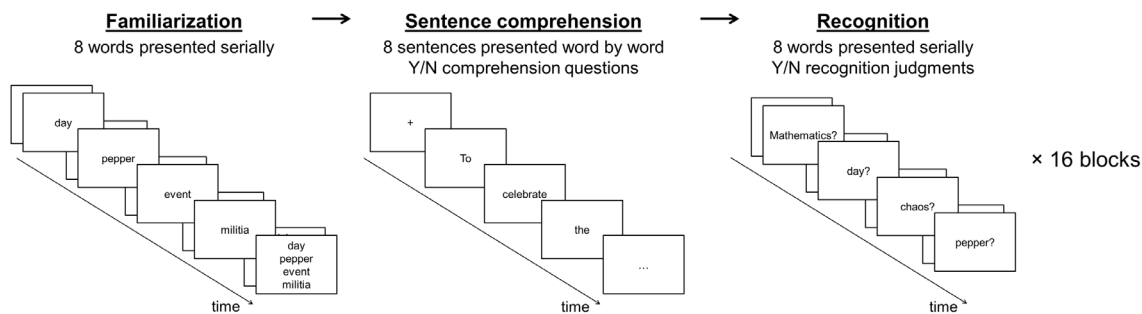 Familiarization
8 words presented serially
day
pepper
event
militia
day
pepper
event
militia
time
Sentence comprehension
8 sentences presented word by word
Y/N comprehension questions
+
To
celebrate
the
...
time
Recognition
8 words presented serially
Y/N recognition judgments
Mathematics?
day?
chaos?
pepper?
time
× 16 blocks